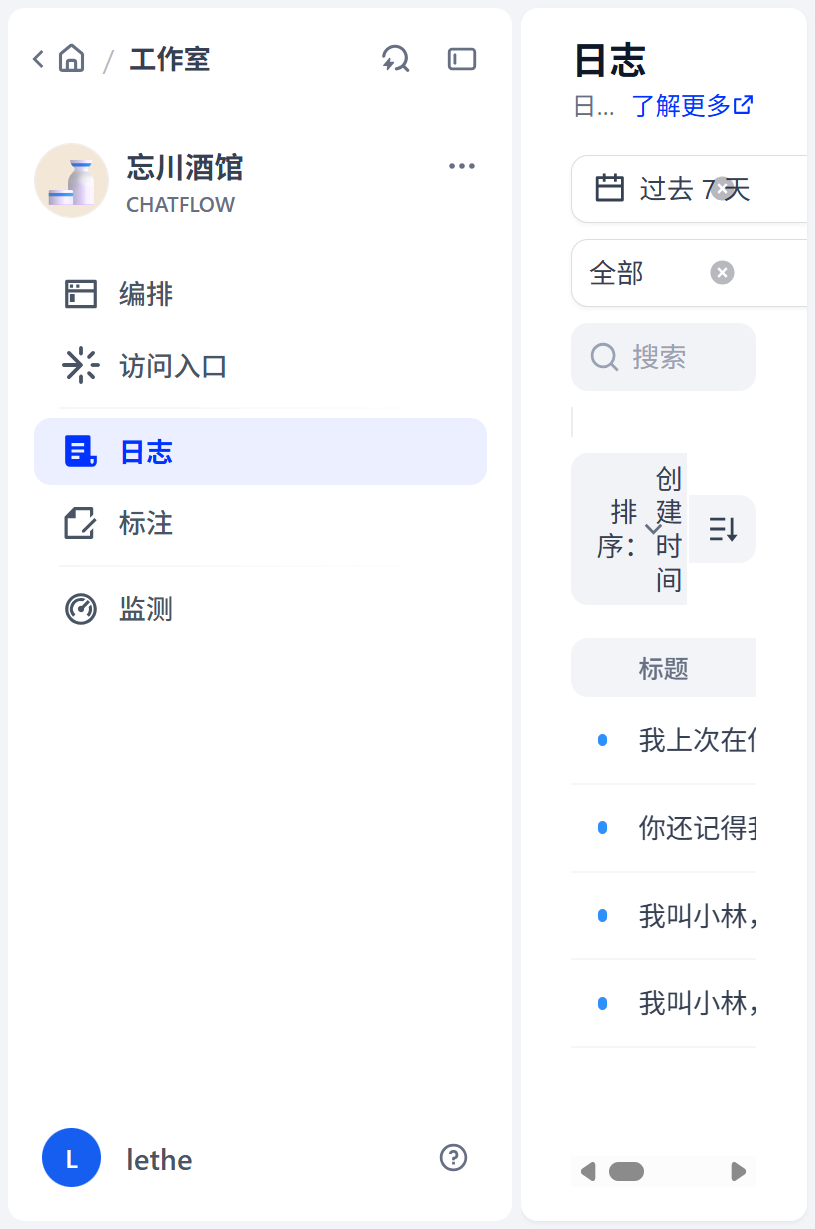 工作室
忘川酒馆
CHATFLOW
编排
访问入口
日志
标注
监测
L
lethe
日志
日... 了解更多
过去 7 天
全部
搜索
排序: 创建时间
标题
我上次在
你还记得
我叫小林,
我叫小林,